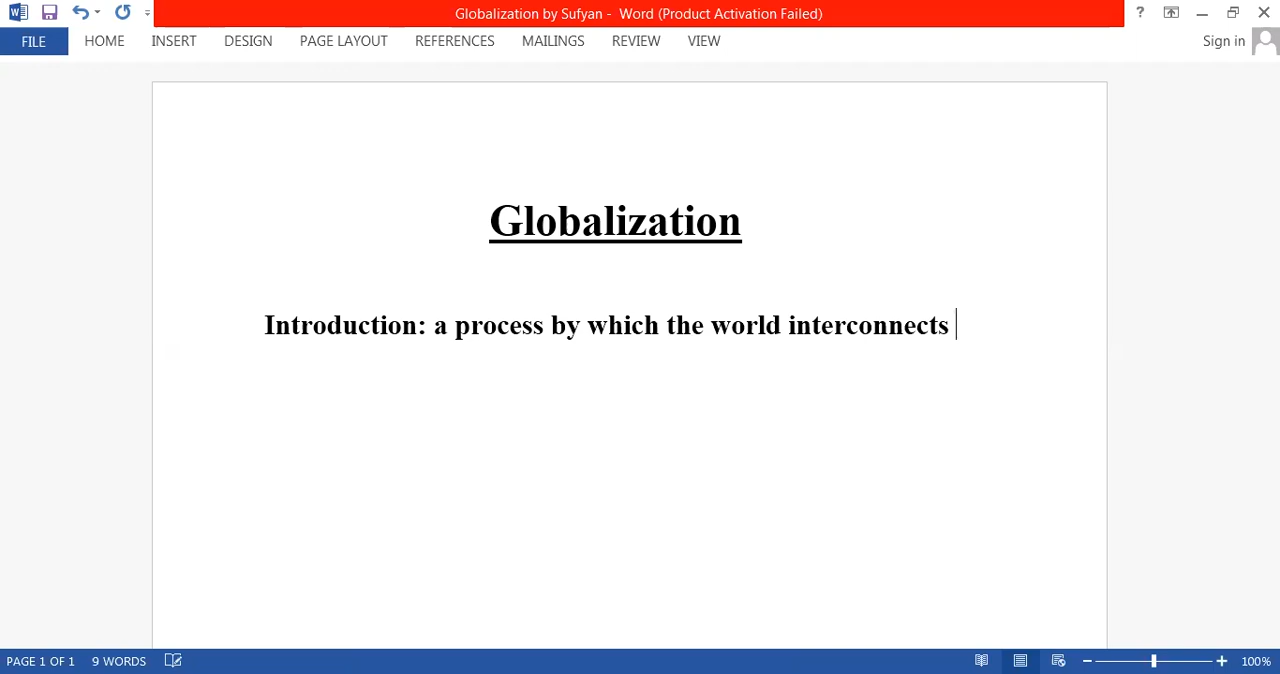 Globalization by Sufyan - Word (Product Activation Failed)
?
FILE HOME INSERT DESIGN PAGE LAYOUT REFERENCES MAILINGS REVIEW VIEW Sign in
Globalization
Introduction: a process by which the world interconnects
PAGE 1 OF 1 9 WORDS 100%